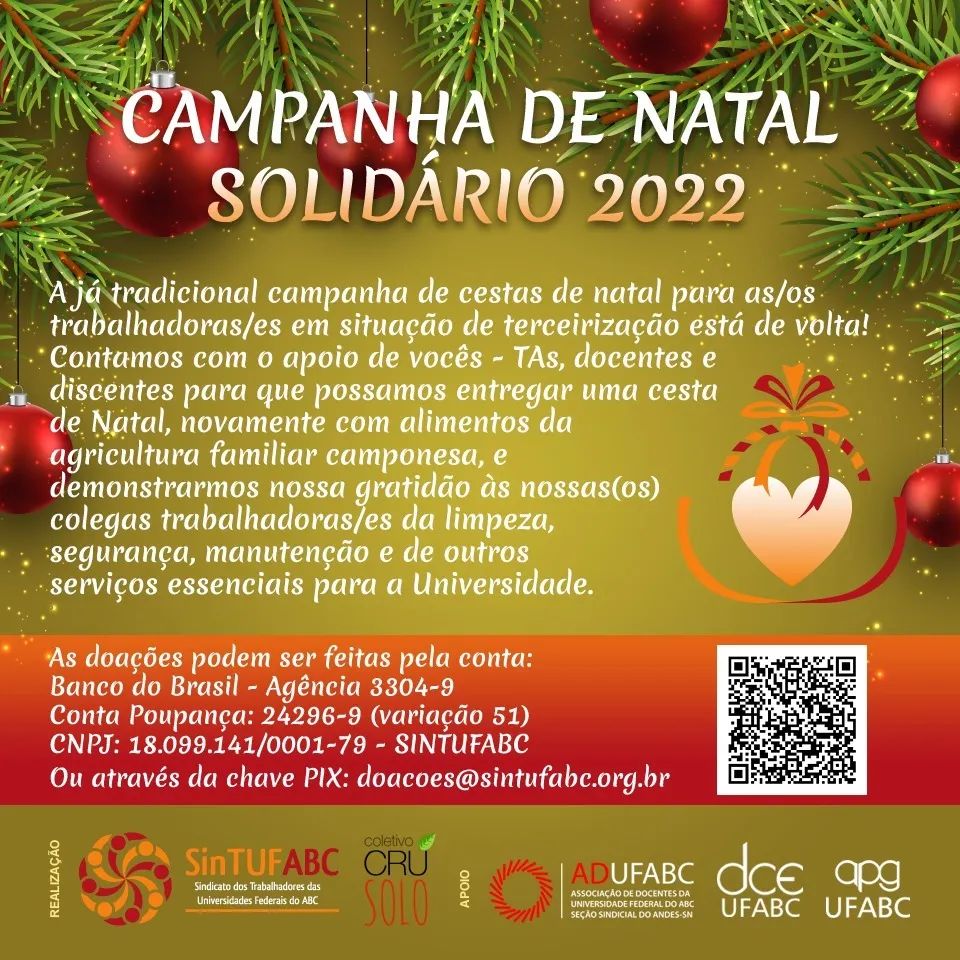 CAMPANHA DE NATAL
SOLIDÁRIO 2022
A já tradicional campanha de cestas de natal para as/os
trabalhadoras/es em situação de terceirização está de volta!
Contamos com o apoio de vocês - TAs, docentes e
discentes para que possamos entregar uma cesta
de Natal, novamente com alimentos da
agricultura familiar camponesa, e
demonstrarmos nossa gratidão às nossas(os)
colegas trabalhadoras/es da limpeza,
segurança, manutenção e de outros
serviços essenciais para a Universidade.
As doações podem ser feitas pela conta:
Banco do Brasil - Agência 3304-9
Conta Poupança: 24296-9 (variação 51)
CNPJ: 18.099.141/0001-79 - SINTUFABC
Ou através da chave PIX: doacoes@sintufabc.org.br
REALIZAÇÃO
SinTUFABC
Sindicato dos Trabalhadores das
Universidades Federais do ABC
coletivo
CRU
SOLO
APOIO
ADUFABC
ASSOCIAÇÃO DE DOCENTES DA
UNIVERSIDADE FEDERAL DO ABC
SEÇÃO SINDICAL DO ANDES-SN
dce
UFABC
apg
UFABC